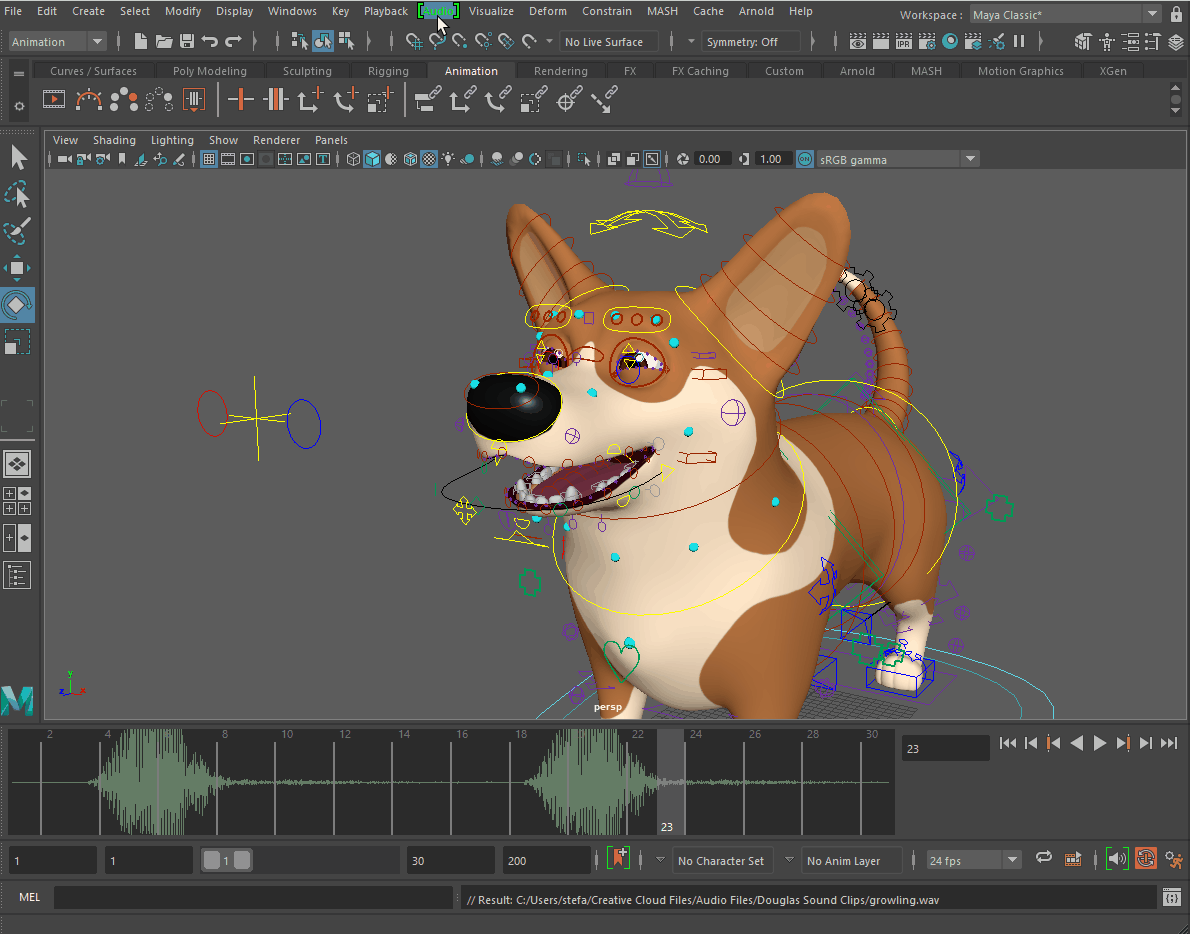 File Edit Create Select Modify Display Windows Key Playback Audio Visualize Deform Constrain MASH Cache Arnold Help
Workspace : Maya Classic*
Animation No Live Surface Symmetry: Off IPR
Curves / Surfaces Poly Modeling Sculpting Rigging Animation Rendering FX FX Caching Custom Arnold MASH Motion Graphics XGen
View Shading Lighting Show Renderer Panels
0.00 1.00 ON sRGB gamma
y
z x
persp
2 4 8 10 12 14 16 18 22 24 26 28 30
23
23
1 1 1 30 200 No Character Set No Anim Layer 24 fps
MEL // Result: C:/Users/stefa/Creative Cloud Files/Audio Files/Douglas Sound Clips/growling.wav